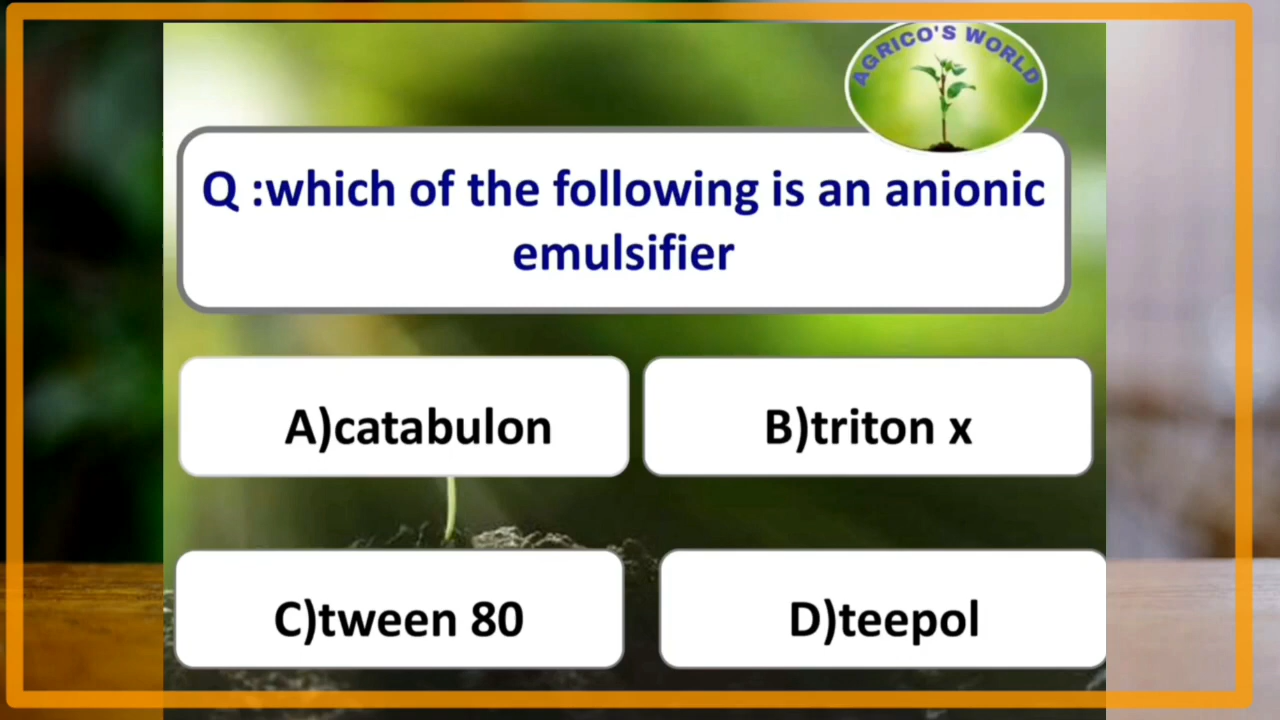 AGRICO'S WORLD
Q :which of the following is an anionic
emulsifier
A)catabulon
B)triton x
C)tween 80
D)teepol